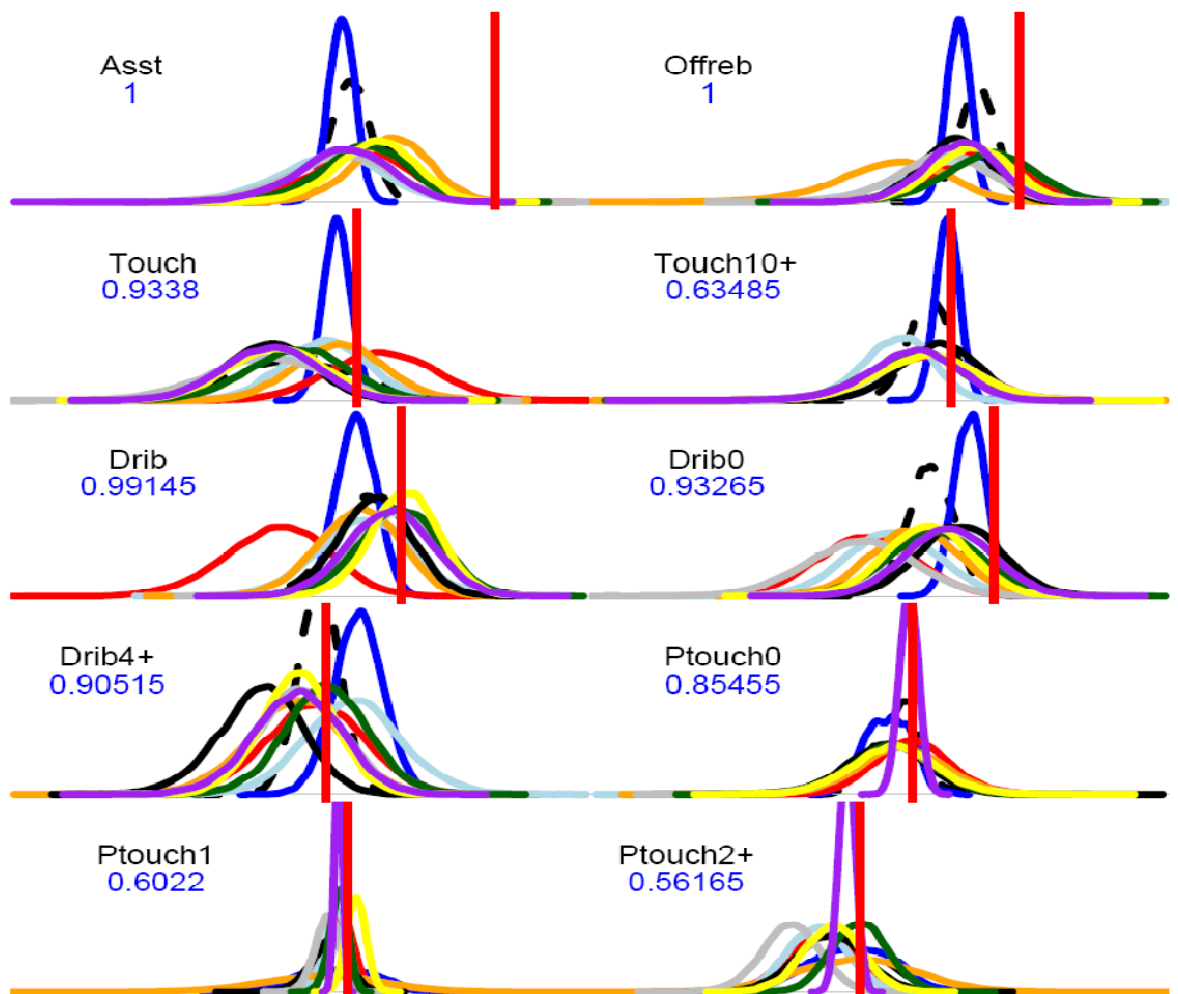 Asst
1
Offreb
1
Touch
0.9338
Touch10+
0.63485
Drib
0.99145
Drib0
0.93265
Drib4+
0.90515
Ptouch0
0.85455
Ptouch1
0.6022
Ptouch2+
0.56165